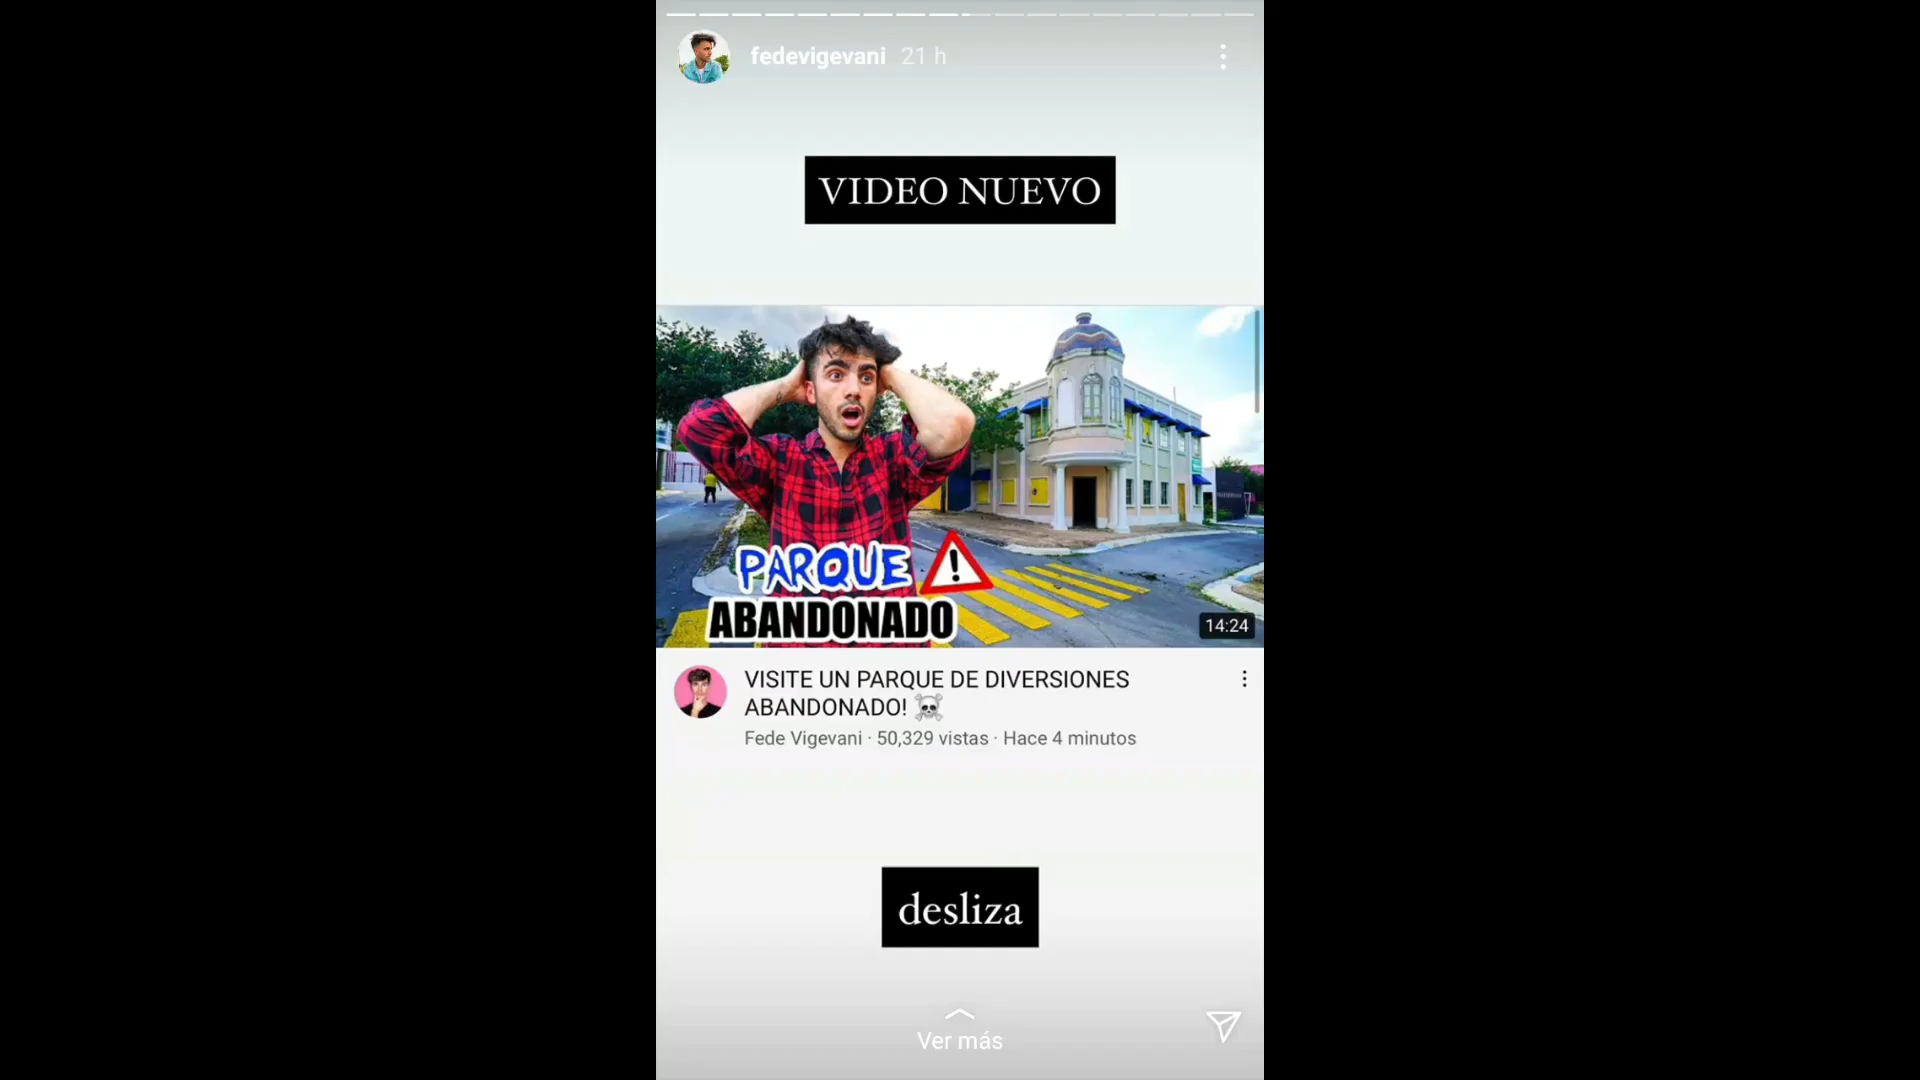 fedevigevani 21 h
VIDEO NUEVO
PARQUE
ABANDONADO
14:24
VISITE UN PARQUE DE DIVERSIONES
ABANDONADO! ☠️
Fede Vigevani · 50,329 vistas · Hace 4 minutos
desliza
Ver más